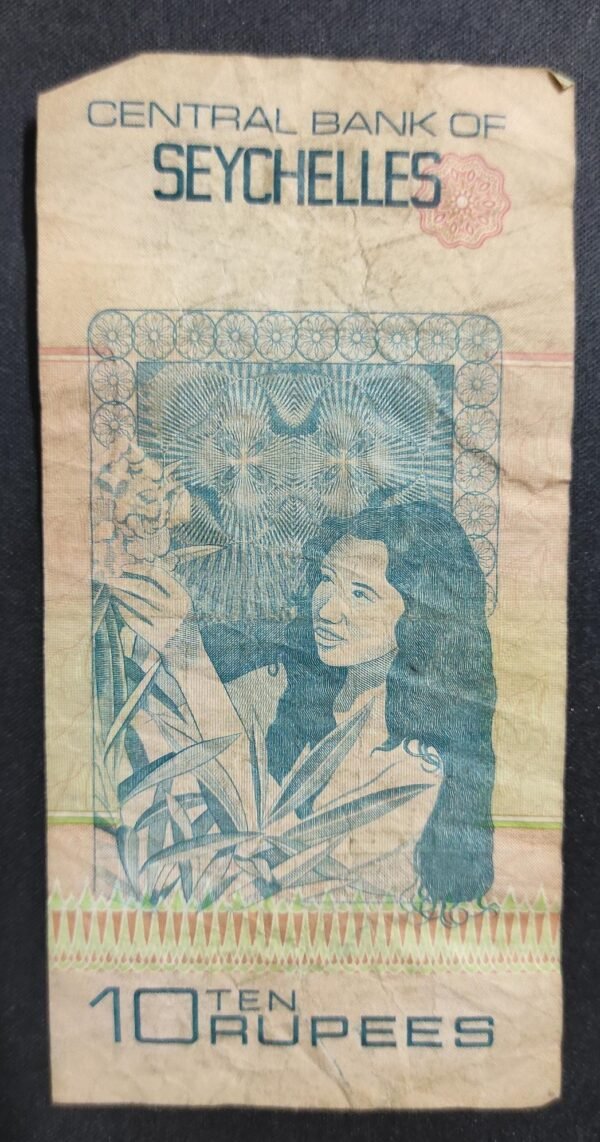 CENTRAL BANK OF
SEYCHELLES
10 TEN
RUPEES